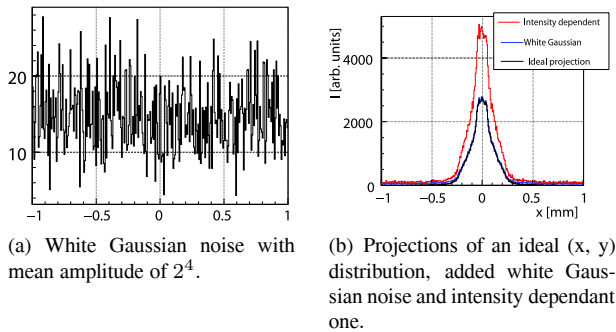 20
10
−1
−0.5
0
0.5
1
Intensity dependent
White Gaussian
Ideal projection
I [arb. units]
4000
2000
0
−1
−0.5
0
0.5
1
x [mm]
(a) White Gaussian noise with
mean amplitude of 2⁴.
(b) Projections of an ideal (x, y)
distribution, added white Gaus-
sian noise and intensity dependant
one.